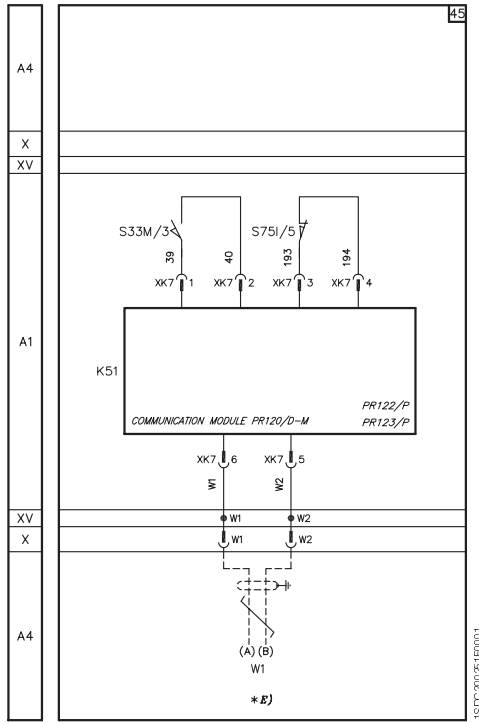 45
A4
X
XV
S33M/3 S75I/5
39 40 193 194
XK7 1 XK7 2 XK7 3 XK7 4
A1
K51
PR122/P
COMMUNICATION MODULE PR120/D-M PR123/P
XK7 6 XK7 5
W1 W2
XV W1 W2
X W1 W2
A4
(A) (B)
W1
*E)
1SDC200251F0001